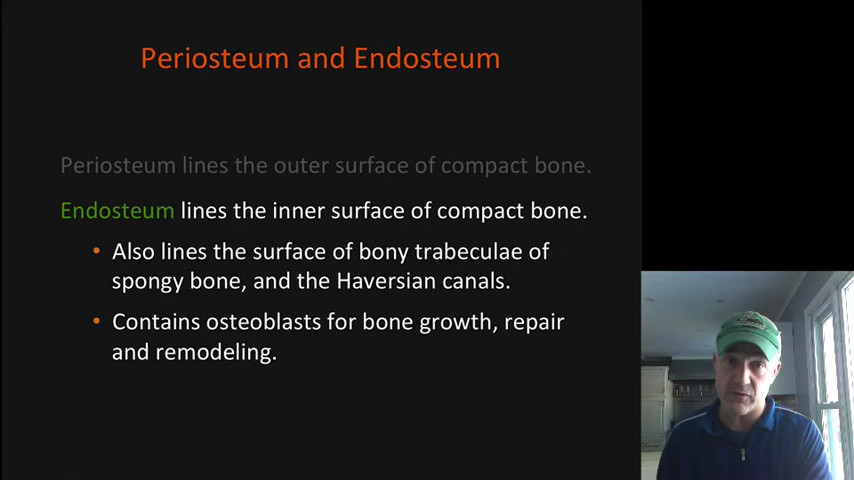 Periosteum and Endosteum
Periosteum lines the outer surface of compact bone.
Endosteum lines the inner surface of compact bone.
• Also lines the surface of bony trabeculae of
spongy bone, and the Haversian canals.
• Contains osteoblasts for bone growth, repair
and remodeling.